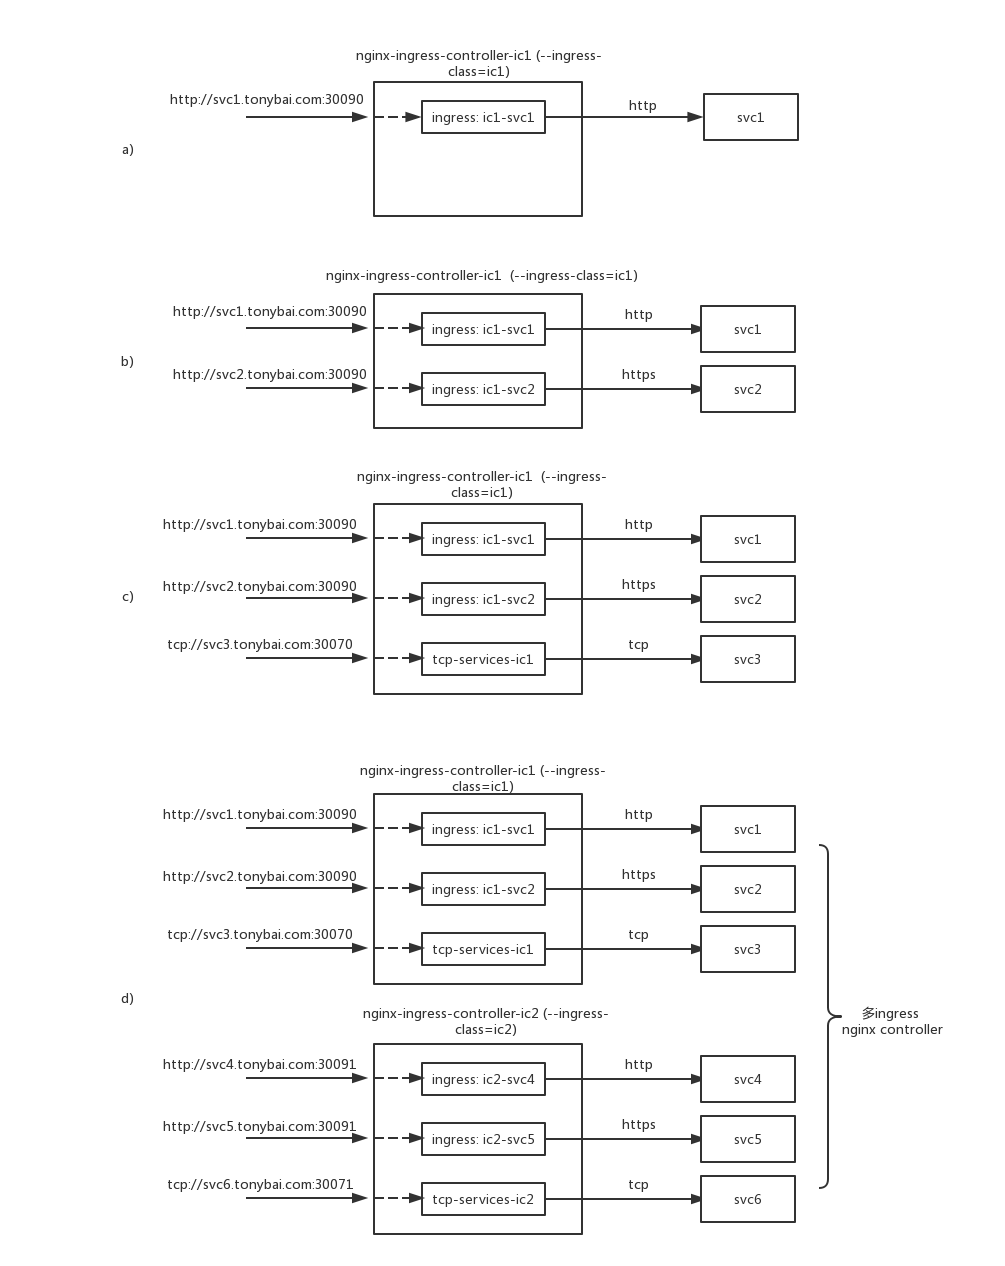 nginx-ingress-controller-ic1 (--ingress-
class=ic1)
http://svc1.tonybai.com:30090
ingress: ic1-svc1
http
svc1
a)
nginx-ingress-controller-ic1  (--ingress-class=ic1)
http://svc1.tonybai.com:30090
ingress: ic1-svc1
http
svc1
b)
http://svc2.tonybai.com:30090
ingress: ic1-svc2
https
svc2
nginx-ingress-controller-ic1  (--ingress-
class=ic1)
http://svc1.tonybai.com:30090
ingress: ic1-svc1
http
svc1
c)
http://svc2.tonybai.com:30090
ingress: ic1-svc2
https
svc2
tcp://svc3.tonybai.com:30070
tcp-services-ic1
tcp
svc3
nginx-ingress-controller-ic1 (--ingress-
class=ic1)
http://svc1.tonybai.com:30090
ingress: ic1-svc1
http
svc1
http://svc2.tonybai.com:30090
ingress: ic1-svc2
https
svc2
tcp://svc3.tonybai.com:30070
tcp-services-ic1
tcp
svc3
d)
nginx-ingress-controller-ic2 (--ingress-
class=ic2)
多ingress
nginx controller
http://svc4.tonybai.com:30091
ingress: ic2-svc4
http
svc4
http://svc5.tonybai.com:30091
ingress: ic2-svc5
https
svc5
tcp://svc6.tonybai.com:30071
tcp-services-ic2
tcp
svc6